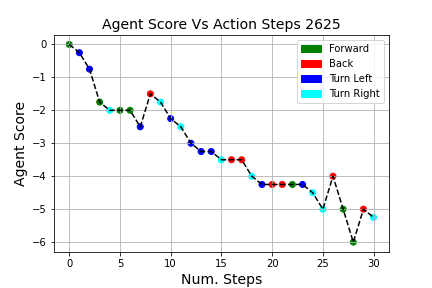 Agent Score Vs Action Steps 2625
Forward
Back
Turn Left
Turn Right
Agent Score
0
−1
−2
−3
−4
−5
−6
0 5 10 15 20 25 30
Num. Steps